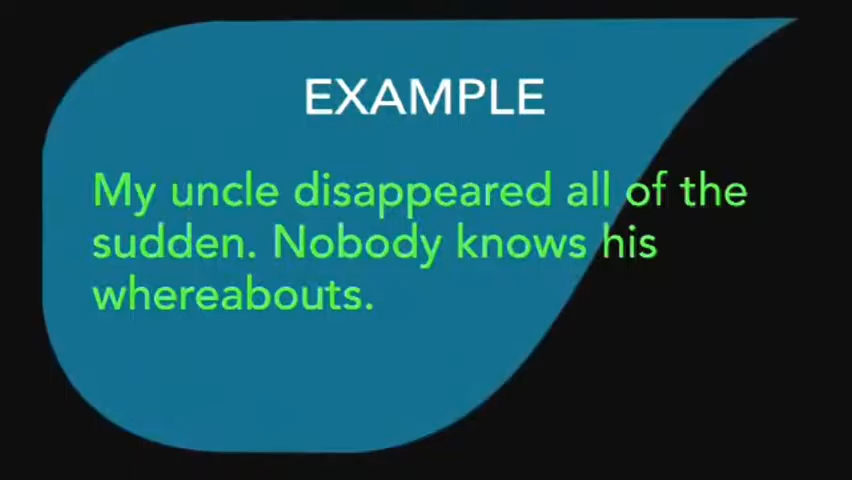 EXAMPLE
My uncle disappeared all of the
sudden. Nobody knows his
whereabouts.